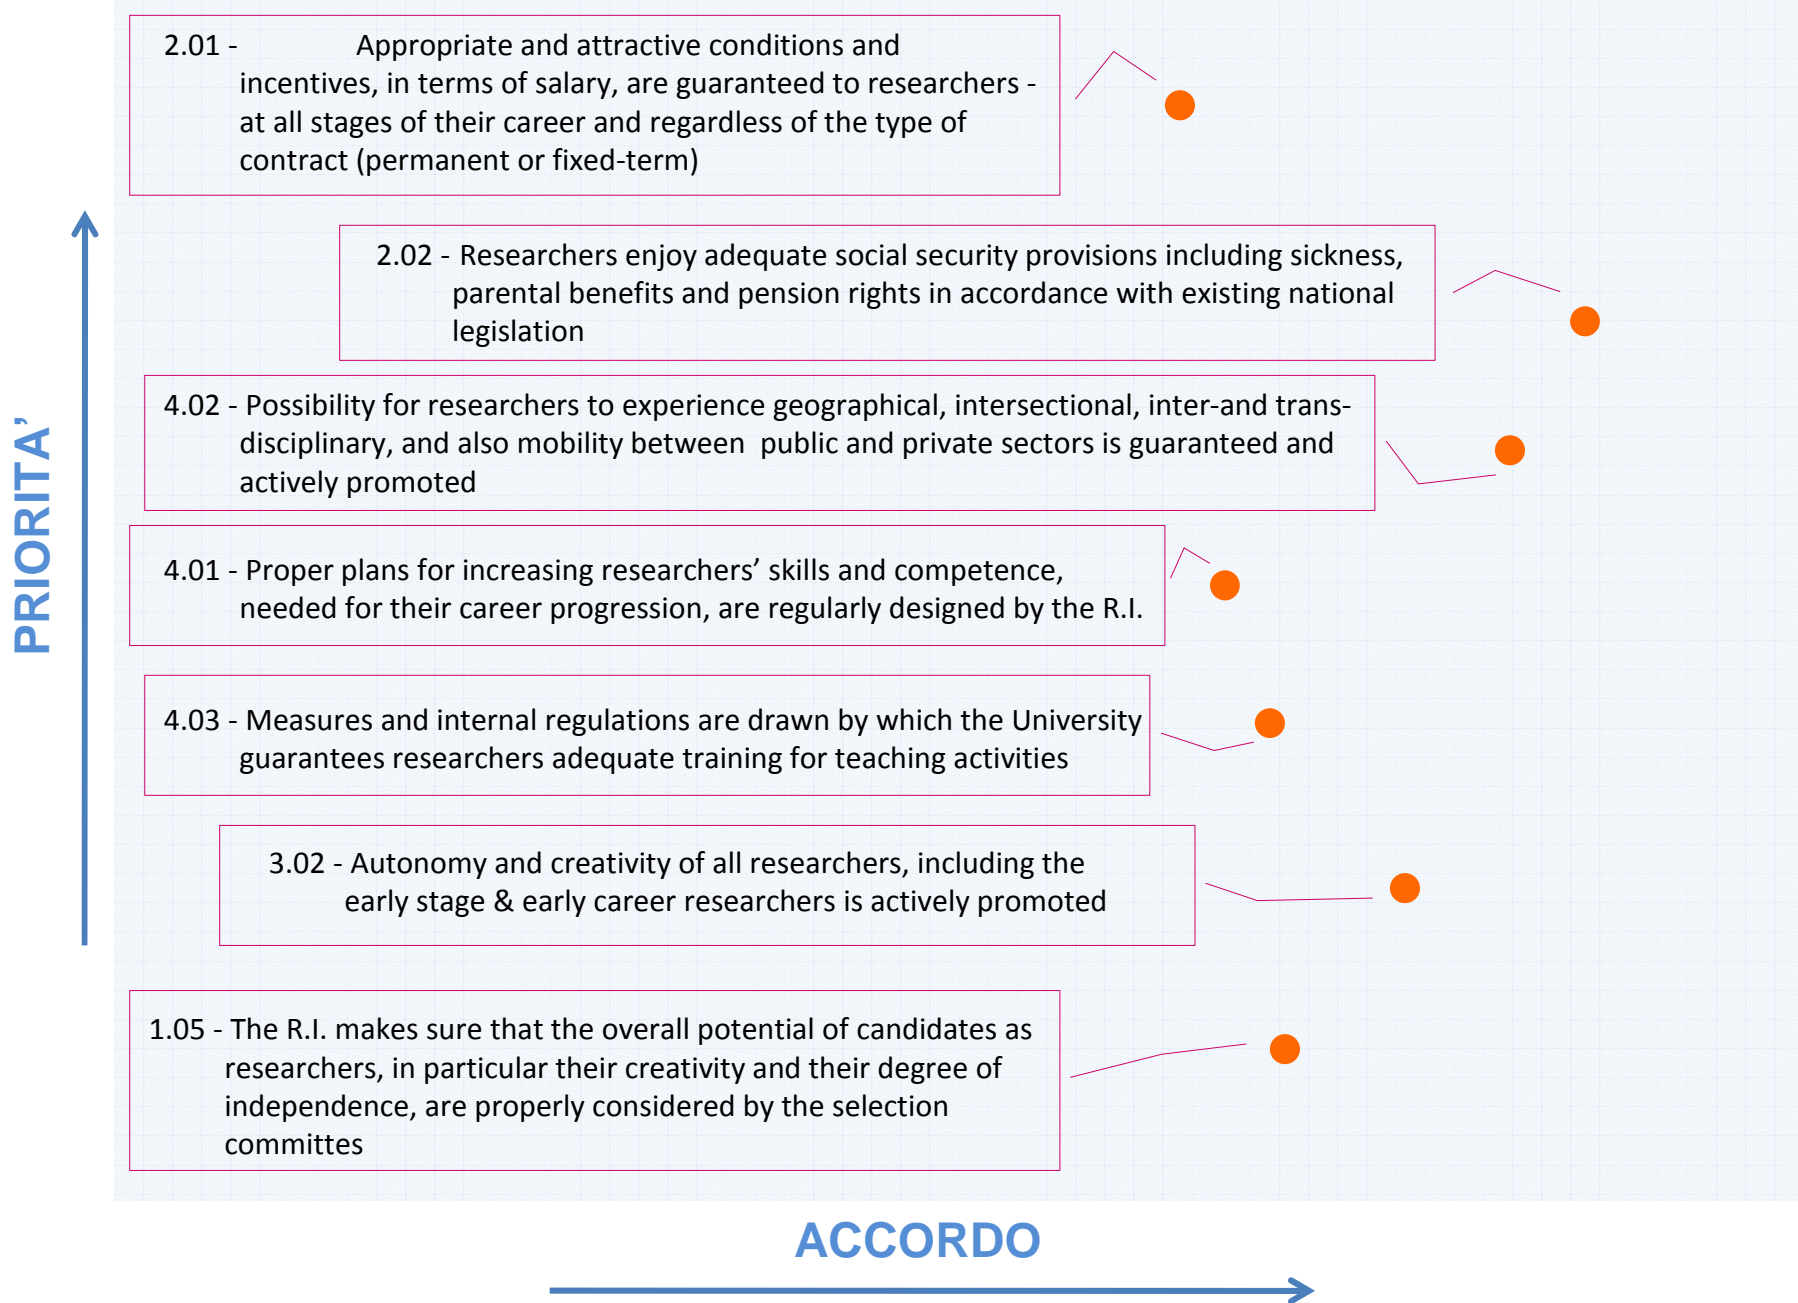 2.01 - Appropriate and attractive conditions and
incentives, in terms of salary, are guaranteed to researchers -
at all stages of their career and regardless of the type of
contract (permanent or fixed-term)
2.02 - Researchers enjoy adequate social security provisions including sickness,
parental benefits and pension rights in accordance with existing national
legislation
4.02 - Possibility for researchers to experience geographical, intersectional, inter-and trans-
disciplinary, and also mobility between public and private sectors is guaranteed and
actively promoted
PRIORITA’
4.01 - Proper plans for increasing researchers’ skills and competence,
needed for their career progression, are regularly designed by the R.I.
4.03 - Measures and internal regulations are drawn by which the University
guarantees researchers adequate training for teaching activities
3.02 - Autonomy and creativity of all researchers, including the
early stage & early career researchers is actively promoted
1.05 - The R.I. makes sure that the overall potential of candidates as
researchers, in particular their creativity and their degree of
independence, are properly considered by the selection
committes
ACCORDO